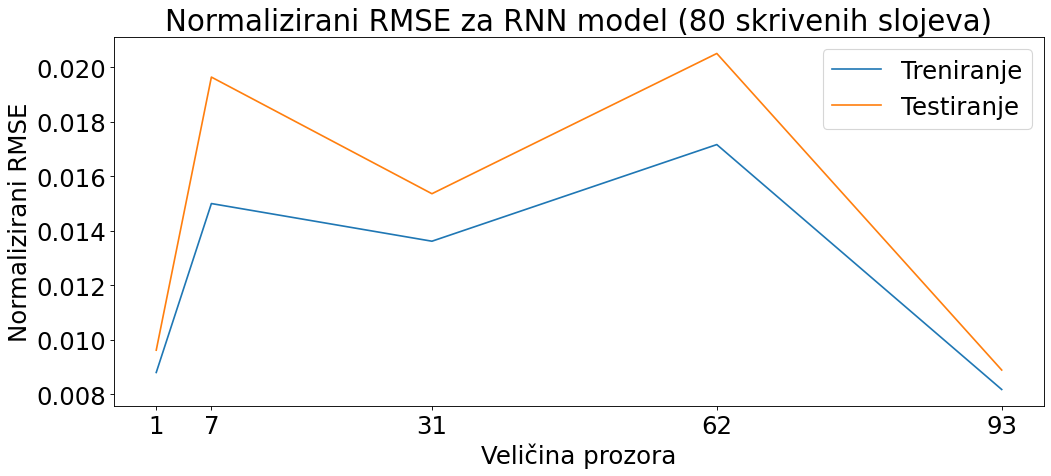 Normalizirani RMSE za RNN model (80 skrivenih slojeva)
Treniranje
Testiranje
Normalizirani RMSE
0.020
0.018
0.016
0.014
0.012
0.010
0.008
1 7 31 62 93
Veličina prozora